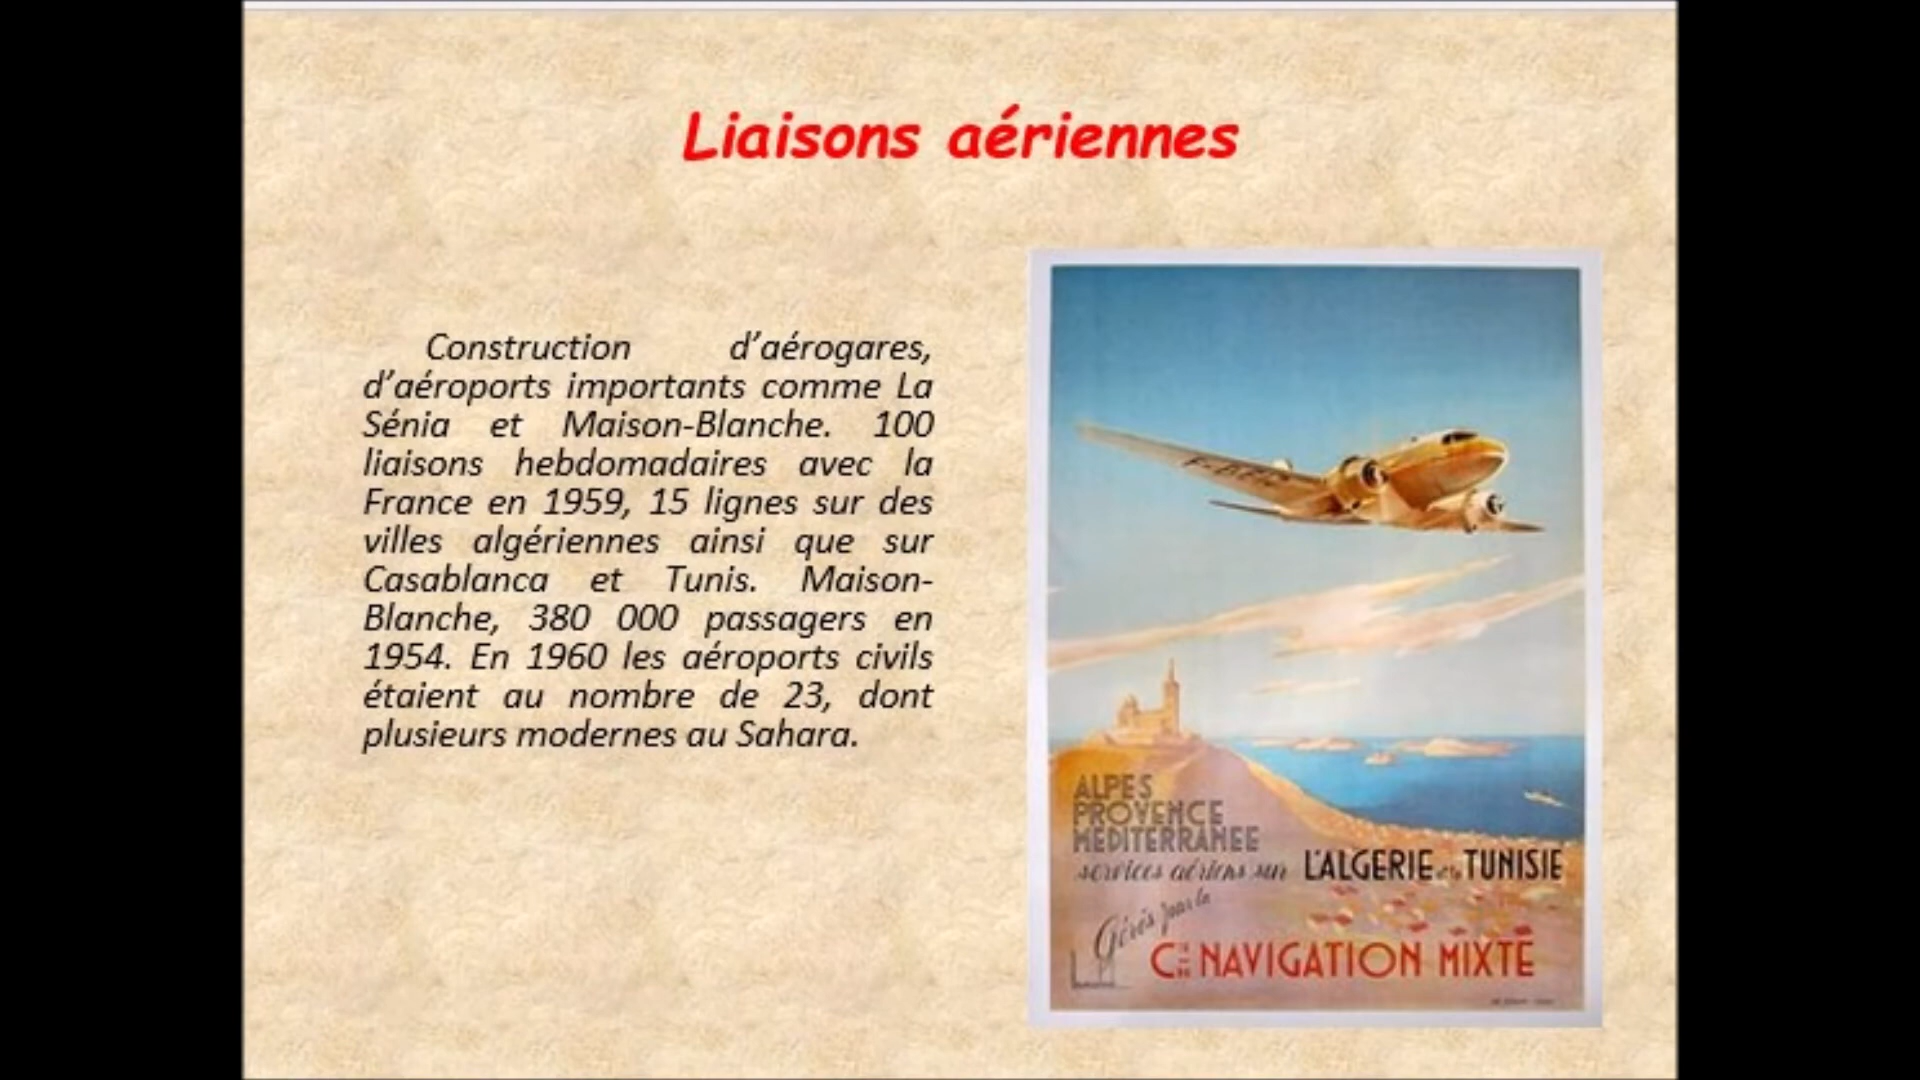 Liaisons aériennes
Construction d'aérogares,
d'aéroports importants comme La
Sénia et Maison-Blanche. 100
liaisons hebdomadaires avec la
France en 1959, 15 lignes sur des
villes algériennes ainsi que sur
Casablanca et Tunis. Maison-
Blanche, 380 000 passagers en
1954. En 1960 les aéroports civils
étaient au nombre de 23, dont
plusieurs modernes au Sahara.
ALPES
PROVENCE
MEDITERRANEE
services aériens sur L'ALGERIE et la TUNISIE
Gérés par la
CIE DE NAVIGATION MIXTE